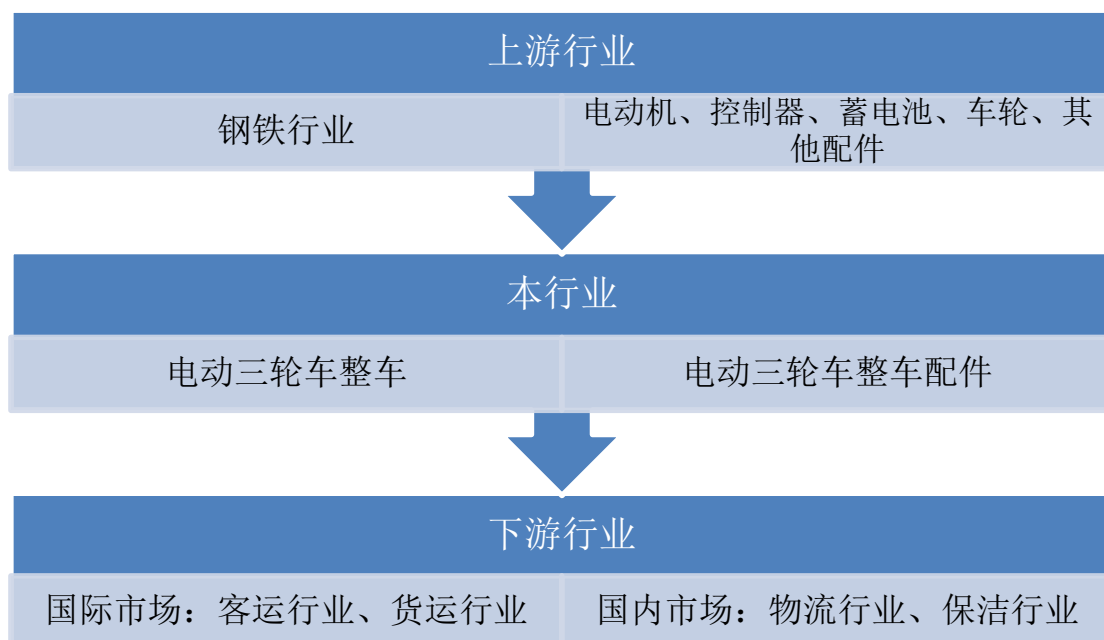 上游行业
钢铁行业
电动机、控制器、蓄电池、车轮、其
他配件
本行业
电动三轮车整车
电动三轮车整车配件
下游行业
国际市场：客运行业、货运行业
国内市场：物流行业、保洁行业